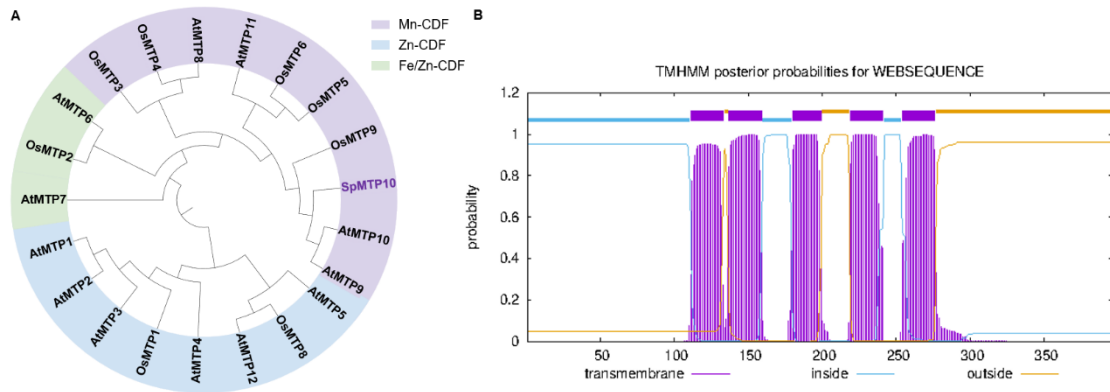 A
Mn-CDF
Zn-CDF
Fe/Zn-CDF
OsMTP3
OsMTP4
AtMTP8
AtMTP11
OsMTP6
OsMTP5
OsMTP9
SpMTP10
AtMTP10
AtMTP9
AtMTP5
OsMTP8
AtMTP12
AtMTP4
OsMTP1
AtMTP3
AtMTP2
AtMTP1
AtMTP7
OsMTP2
AtMTP6
B
TMHMM posterior probabilities for WEBSEQUENCE
1.2
1
0.8
0.6
0.4
0.2
0
probability
50 100 150 200 250 300 350
transmembrane inside outside